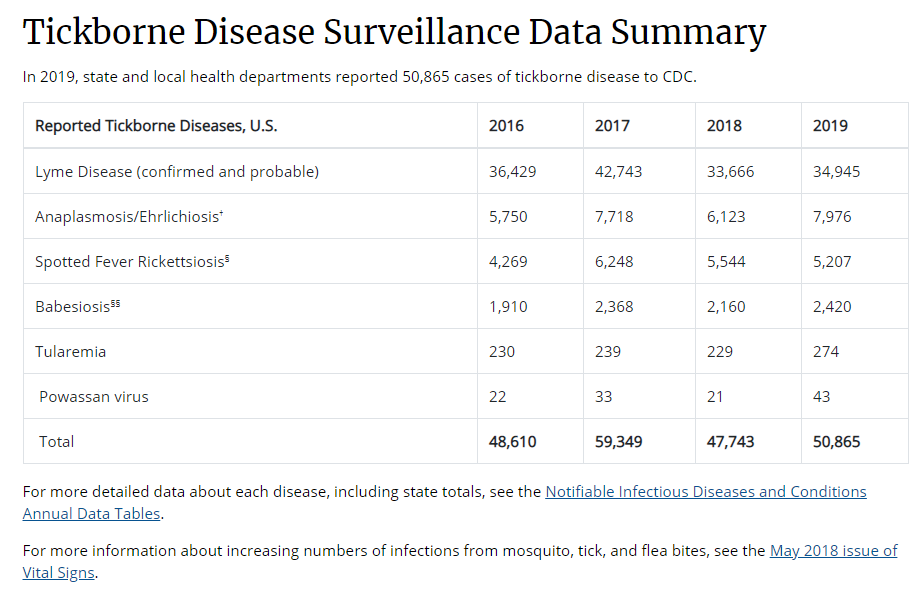 Tickborne Disease Surveillance Data Summary
In 2019, state and local health departments reported 50,865 cases of tickborne disease to CDC.
Reported Tickborne Diseases, U.S. 2016 2017 2018 2019
Lyme Disease (confirmed and probable) 36,429 42,743 33,666 34,945
Anaplasmosis/Ehrlichiosis† 5,750 7,718 6,123 7,976
Spotted Fever Rickettsiosis§ 4,269 6,248 5,544 5,207
Babesiosis§§ 1,910 2,368 2,160 2,420
Tularemia 230 239 229 274
Powassan virus 22 33 21 43
Total 48,610 59,349 47,743 50,865
For more detailed data about each disease, including state totals, see the Notifiable Infectious Diseases and Conditions
Annual Data Tables.
For more information about increasing numbers of infections from mosquito, tick, and flea bites, see the May 2018 issue of
Vital Signs.